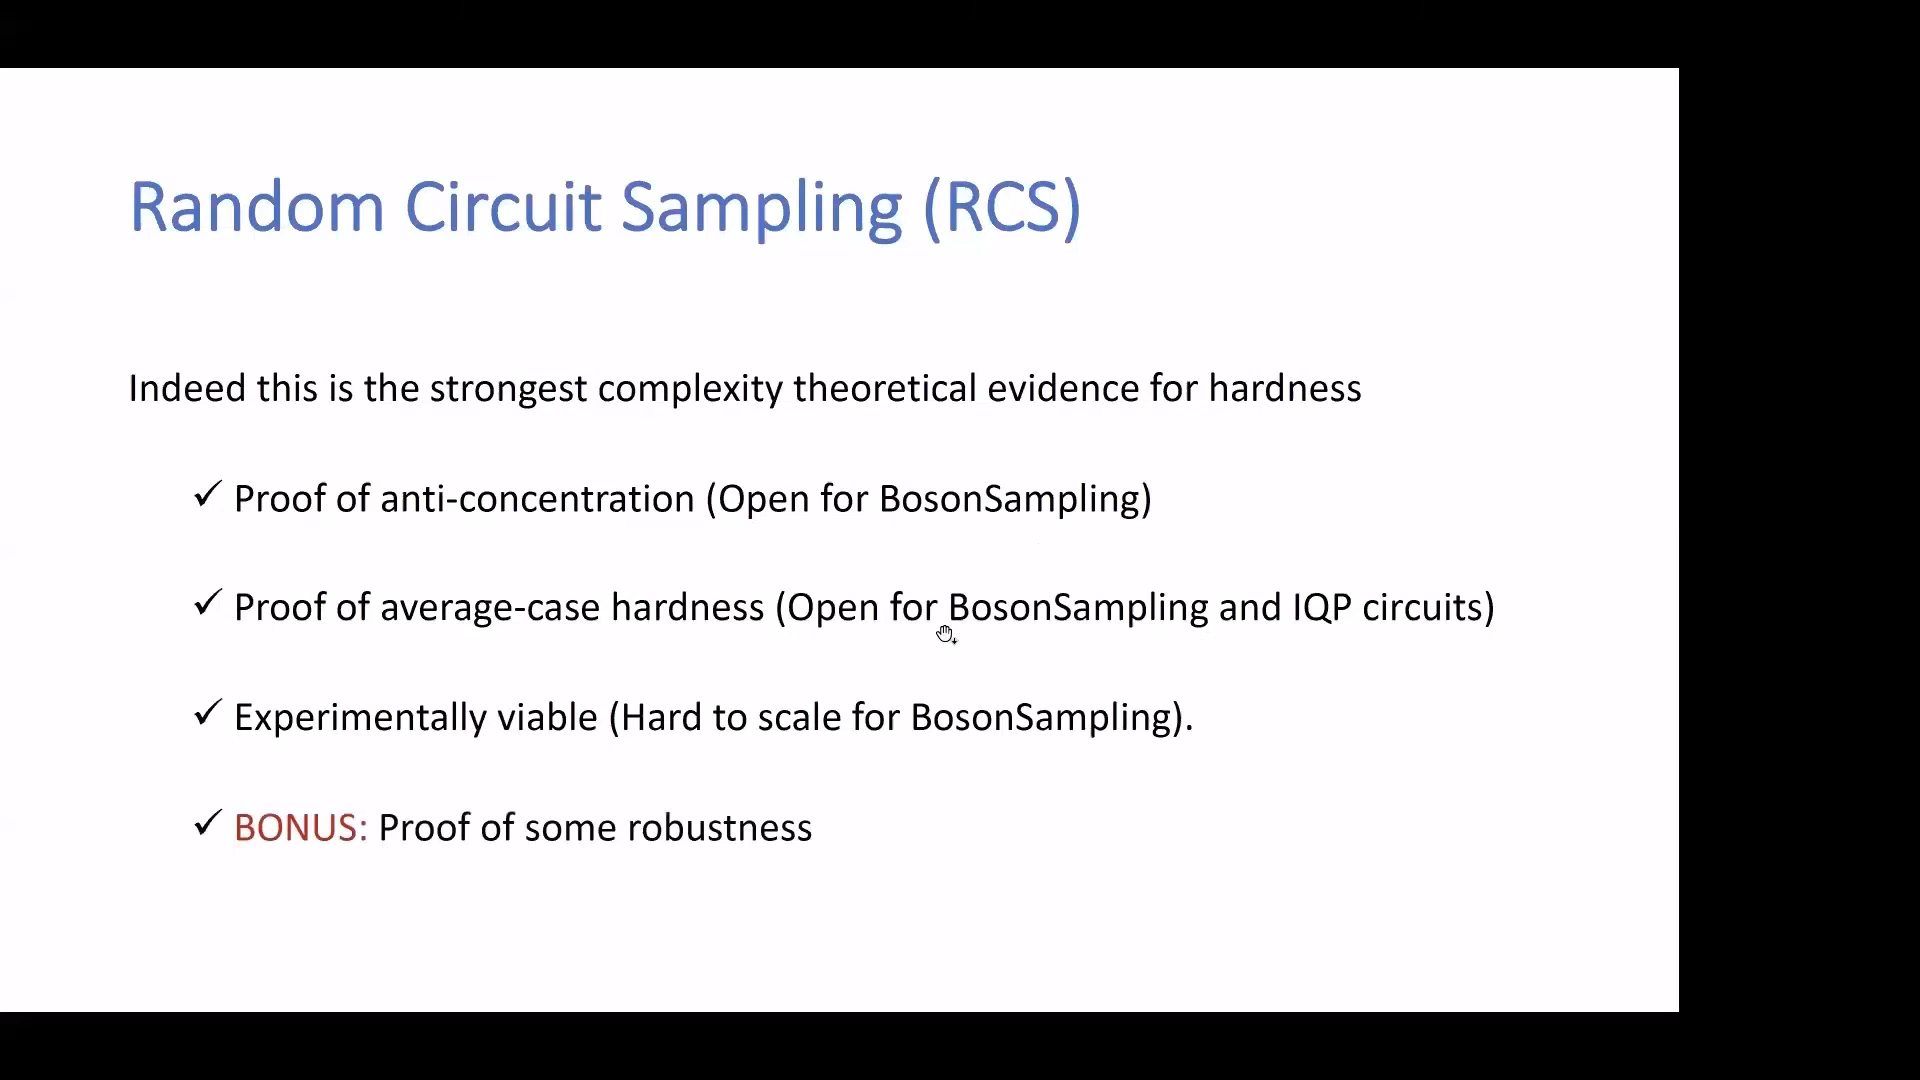 Random Circuit Sampling (RCS)
Indeed this is the strongest complexity theoretical evidence for hardness
✓ Proof of anti-concentration (Open for BosonSampling)
✓ Proof of average-case hardness (Open for BosonSampling and IQP circuits)
✓ Experimentally viable (Hard to scale for BosonSampling).
✓ BONUS: Proof of some robustness